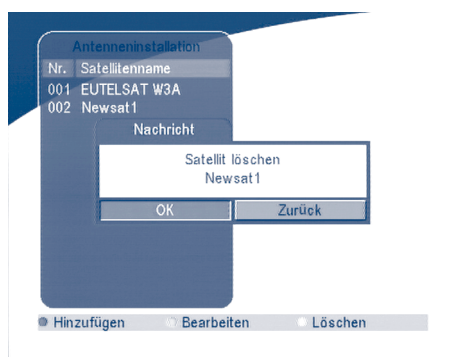 Antenneninstallation
Nr. Satellitenname
001 EUTELSAT W3A
002 Newsat1
Nachricht
Satellit löschen
Newsat1
OK Zurück
Hinzufügen Bearbeiten Löschen